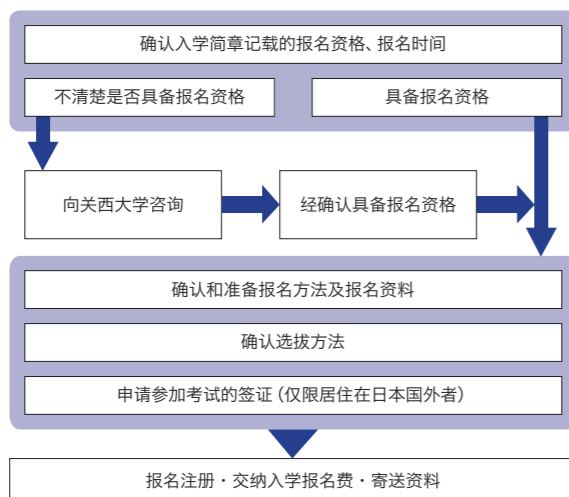 确认入学简章记载的报名资格、报名时间
不清楚是否具备报名资格
具备报名资格
向关西大学咨询
经确认具备报名资格
确认和准备报名方法及报名资料
确认选拔方法
申请参加考试的签证（仅限居住在日本国外者）
报名注册・交纳入学报名费・寄送资料